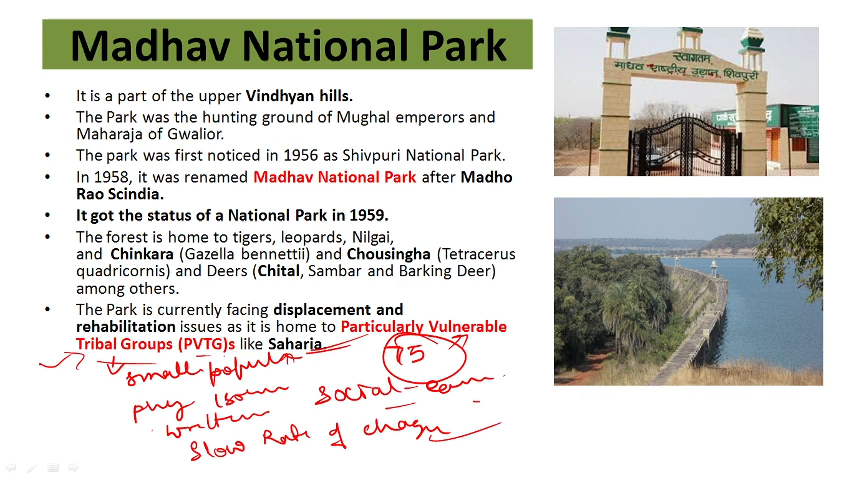 Madhav National Park
• It is a part of the upper Vindhyan hills.
• The Park was the hunting ground of Mughal emperors and
Maharaja of Gwalior.
• The park was first noticed in 1956 as Shivpuri National Park.
• In 1958, it was renamed Madhav National Park after Madho
Rao Scindia.
• It got the status of a National Park in 1959.
• The forest is home to tigers, leopards, Nilgai,
and Chinkara (Gazella bennettii) and Chousingha (Tetracerus
quadricornis) and Deers (Chital, Sambar and Barking Deer)
among others.
• The Park is currently facing displacement and
rehabilitation issues as it is home to Particularly Vulnerable
Tribal Groups (PVTG)s like Saharia.
75
small
social
slow Rate of
स्वागतम्
माधव राष्ट्रीय उद्यान शिवपुरी